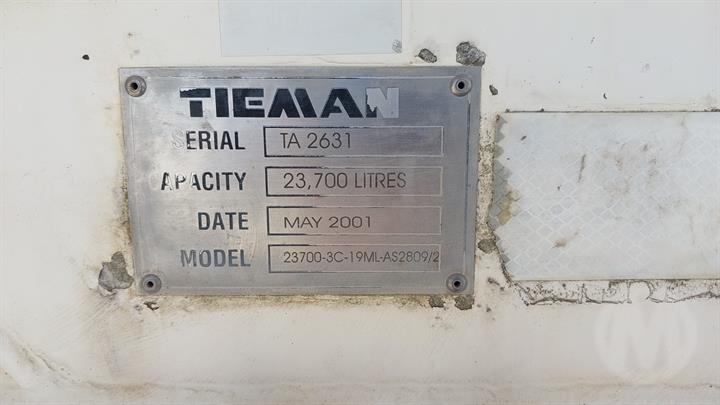 TIEMAN
SERIAL TA 2631
APACITY 23,700 LITRES
DATE MAY 2001
MODEL 23700-3C-19ML-AS2809/2
M